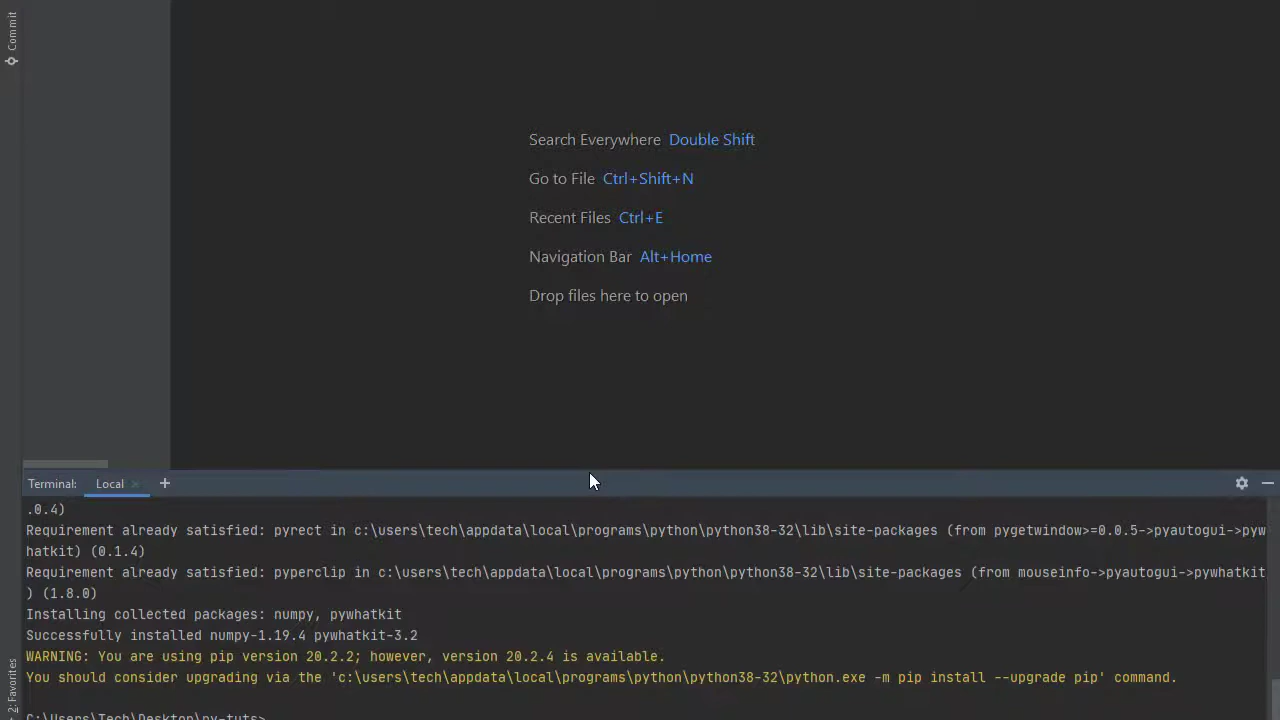 Commit
Search Everywhere Double Shift
Go to File Ctrl+Shift+N
Recent Files Ctrl+E
Navigation Bar Alt+Home
Drop files here to open
Terminal: Local × +
.0.4)
Requirement already satisfied: pyrect in c:\users\tech\appdata\local\programs\python\python38-32\lib\site-packages (from pygetwindow>=0.0.5->pyautogui->pyw
hatkit) (0.1.4)
Requirement already satisfied: pyperclip in c:\users\tech\appdata\local\programs\python\python38-32\lib\site-packages (from mouseinfo->pyautogui->pywhatkit
) (1.8.0)
Installing collected packages: numpy, pywhatkit
Successfully installed numpy-1.19.4 pywhatkit-3.2
WARNING: You are using pip version 20.2.2; however, version 20.2.4 is available.
You should consider upgrading via the 'c:\users\tech\appdata\local\programs\python\python38-32\python.exe -m pip install --upgrade pip' command.
C:\Users\Tech\Desktop\py-tuts>
2: Favorites